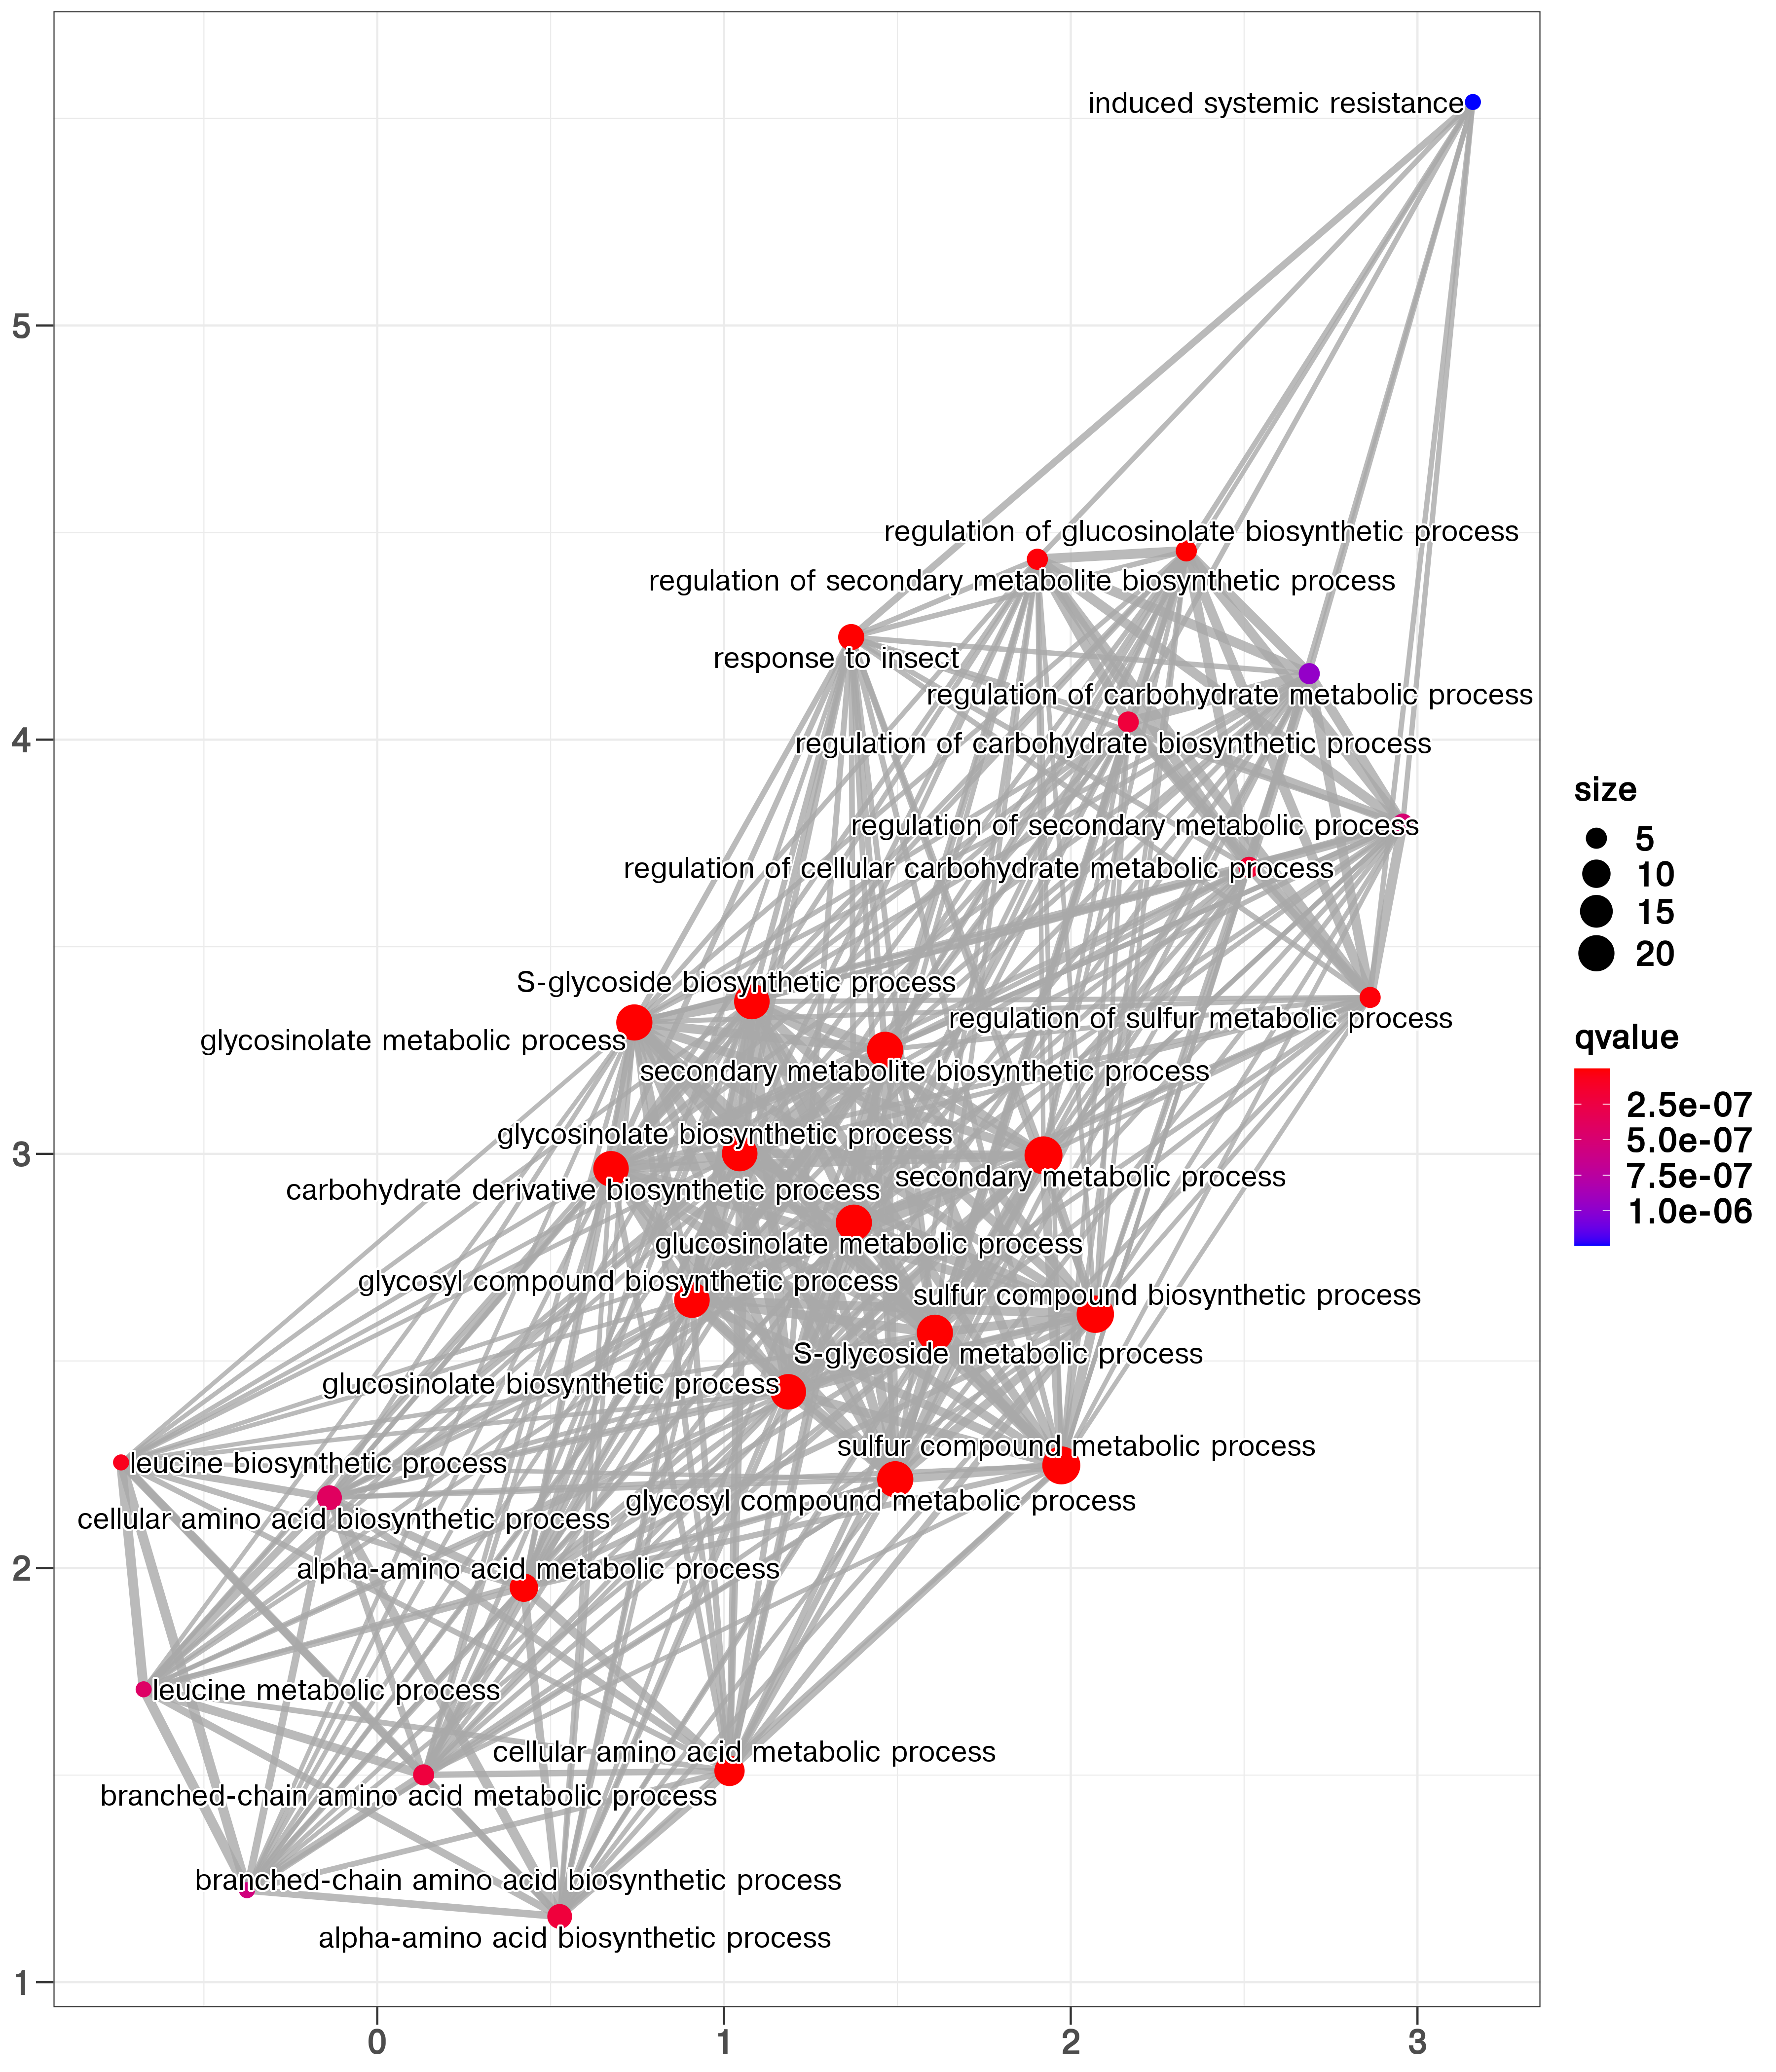 induced systemic resistance
5
regulation of glucosinolate biosynthetic process
regulation of secondary metabolite biosynthetic process
response to insect
regulation of carbohydrate metabolic process
4
regulation of carbohydrate biosynthetic process
regulation of secondary metabolic process
regulation of cellular carbohydrate metabolic process
S-glycoside biosynthetic process
regulation of sulfur metabolic process
glycosinolate metabolic process
secondary metabolite biosynthetic process
glycosinolate biosynthetic process
3
secondary metabolic process
carbohydrate derivative biosynthetic process
glucosinolate metabolic process
glycosyl compound biosynthetic process
sulfur compound biosynthetic process
S-glycoside metabolic process
glucosinolate biosynthetic process
sulfur compound metabolic process
leucine biosynthetic process
glycosyl compound metabolic process
cellular amino acid biosynthetic process
2
alpha-amino acid metabolic process
leucine metabolic process
cellular amino acid metabolic process
branched-chain amino acid metabolic process
branched-chain amino acid biosynthetic process
alpha-amino acid biosynthetic process
1
0 1 2 3
size
5
10
15
20
qvalue
2.5e-07
5.0e-07
7.5e-07
1.0e-06